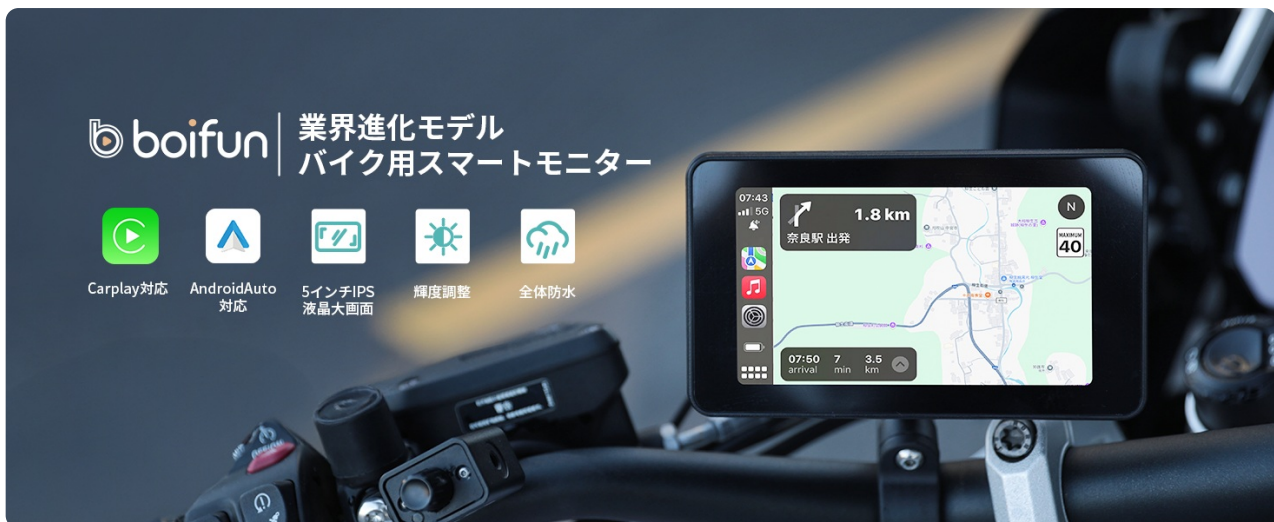 boifun
業界進化モデル
バイク用スマートモニター
Carplay対応
AndroidAuto
対応
5インチIPS
液晶大画面
輝度調整
全体防水
07:43
5G
1.8 km
奈良駅 出発
N
MAXIMUM
40
07:50 7 3.5
arrival min km